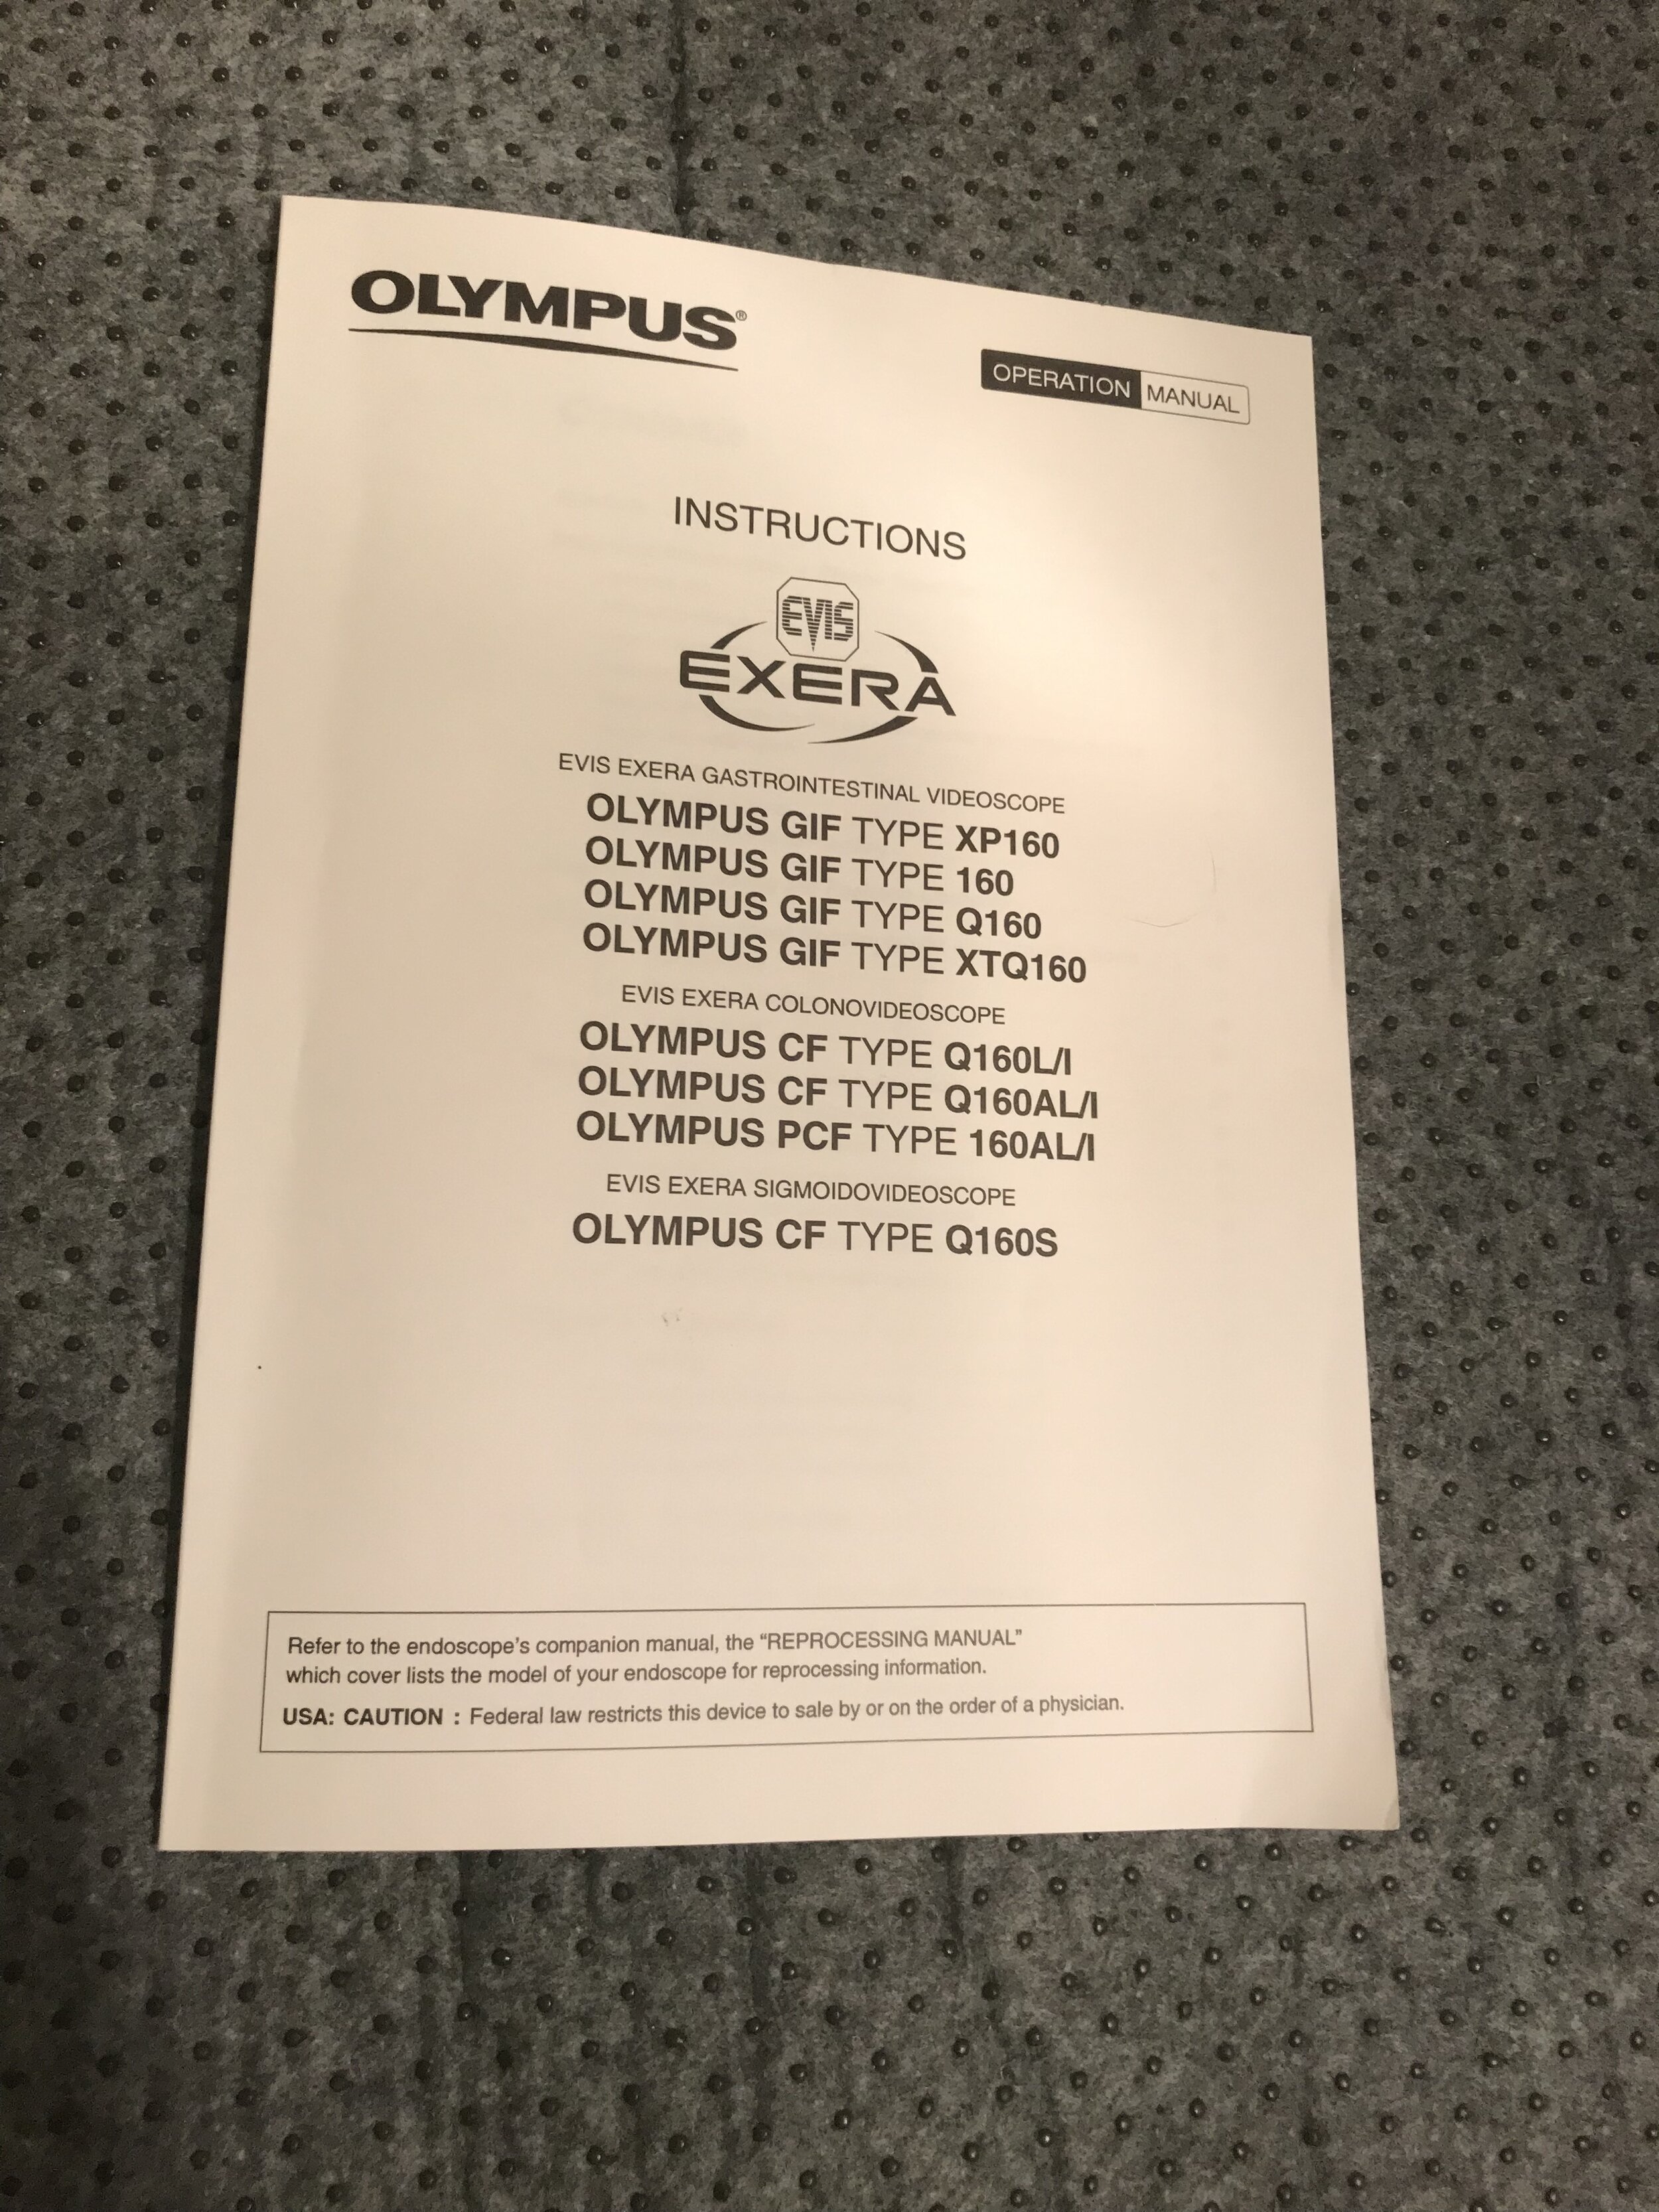 OLYMPUS®
OPERATION MANUAL
INSTRUCTIONS
EVIS
EXERA
EVIS EXERA GASTROINTESTINAL VIDEOSCOPE
OLYMPUS GIF TYPE XP160
OLYMPUS GIF TYPE 160
OLYMPUS GIF TYPE Q160
OLYMPUS GIF TYPE XTQ160
EVIS EXERA COLONOVIDEOSCOPE
OLYMPUS CF TYPE Q160L/I
OLYMPUS CF TYPE Q160AL/I
OLYMPUS PCF TYPE 160AL/I
EVIS EXERA SIGMOIDOVIDEOSCOPE
OLYMPUS CF TYPE Q160S
Refer to the endoscope's companion manual, the “REPROCESSING MANUAL”
which cover lists the model of your endoscope for reprocessing information.
USA: CAUTION : Federal law restricts this device to sale by or on the order of a physician.